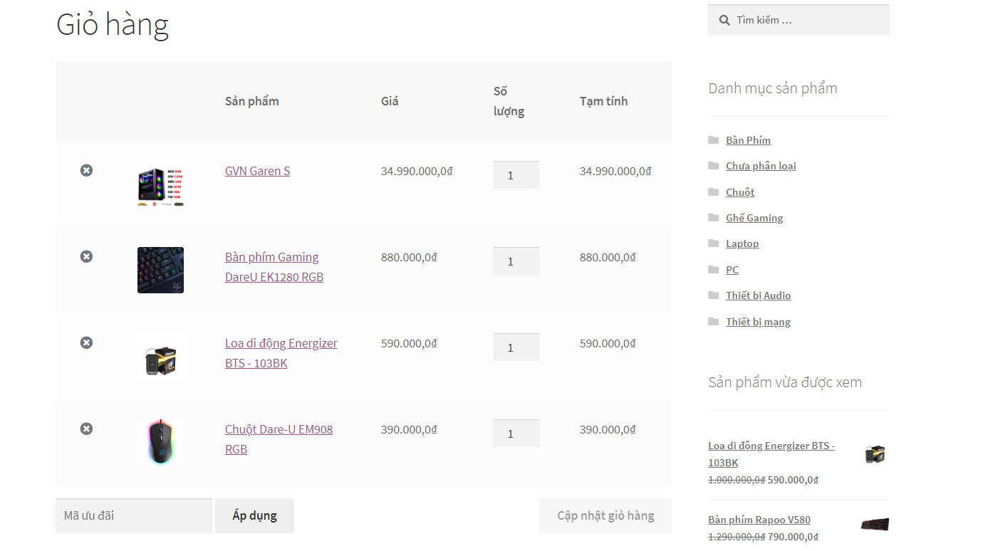 Giỏ hàng
Sản phẩm Giá Số lượng Tạm tính
GVN Garen S 34.990.000,0₫ 1 34.990.000,0₫
Bàn phím Gaming 880.000,0₫ 1 880.000,0₫
DareU EK1280 RGB
Loa di động Energizer 590.000,0₫ 1 590.000,0₫
BTS - 103BK
Chuột Dare-U EM908 390.000,0₫ 1 390.000,0₫
RGB
Mã ưu đãi Áp dụng Cập nhật giỏ hàng
Tìm kiếm …
Danh mục sản phẩm
Bàn Phím
Chưa phân loại
Chuột
Ghế Gaming
Laptop
PC
Thiết bị Audio
Thiết bị mạng
Sản phẩm vừa được xem
Loa di động Energizer BTS -
103BK
1.000.000,0₫ 590.000,0₫
Bàn phím Rapoo V580
1.290.000,0₫ 790.000,0₫